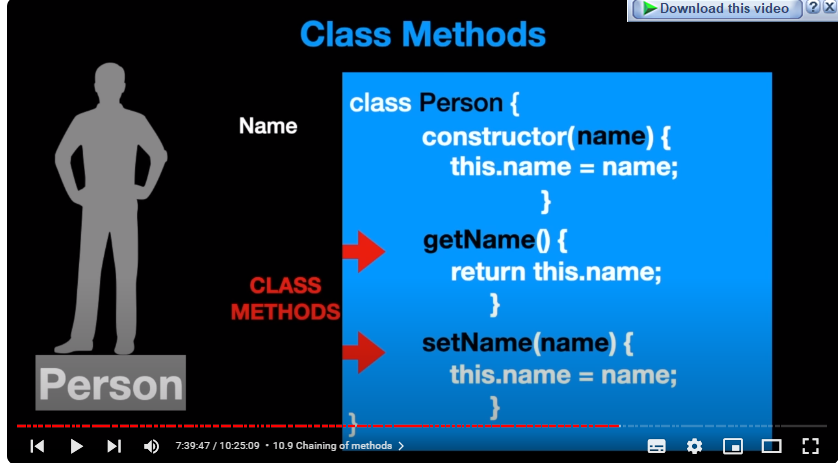 Download this video ? X
Class Methods
Name
class Person {
constructor(name) {
this.name = name;
}
getName() {
return this.name;
}
CLASS
METHODS
setName(name) {
this.name = name;
}
}
Person
7:39:47 / 10:25:09 • 10.9 Chaining of methods >